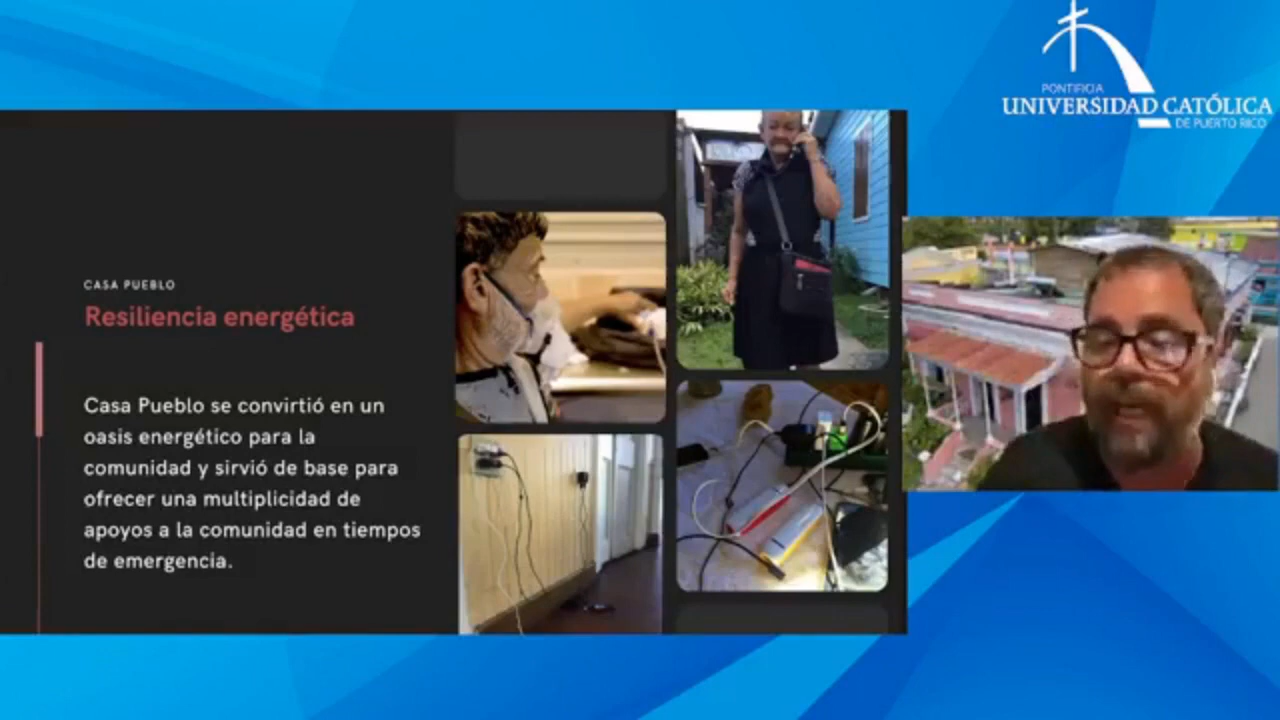 PONTIFICIA
UNIVERSIDAD CATÓLICA
DE PUERTO RICO
CASA PUEBLO
Resiliencia energética
Casa Pueblo se convirtió en un
oasis energético para la
comunidad y sirvió de base para
ofrecer una multiplicidad de
apoyos a la comunidad en tiempos
de emergencia.